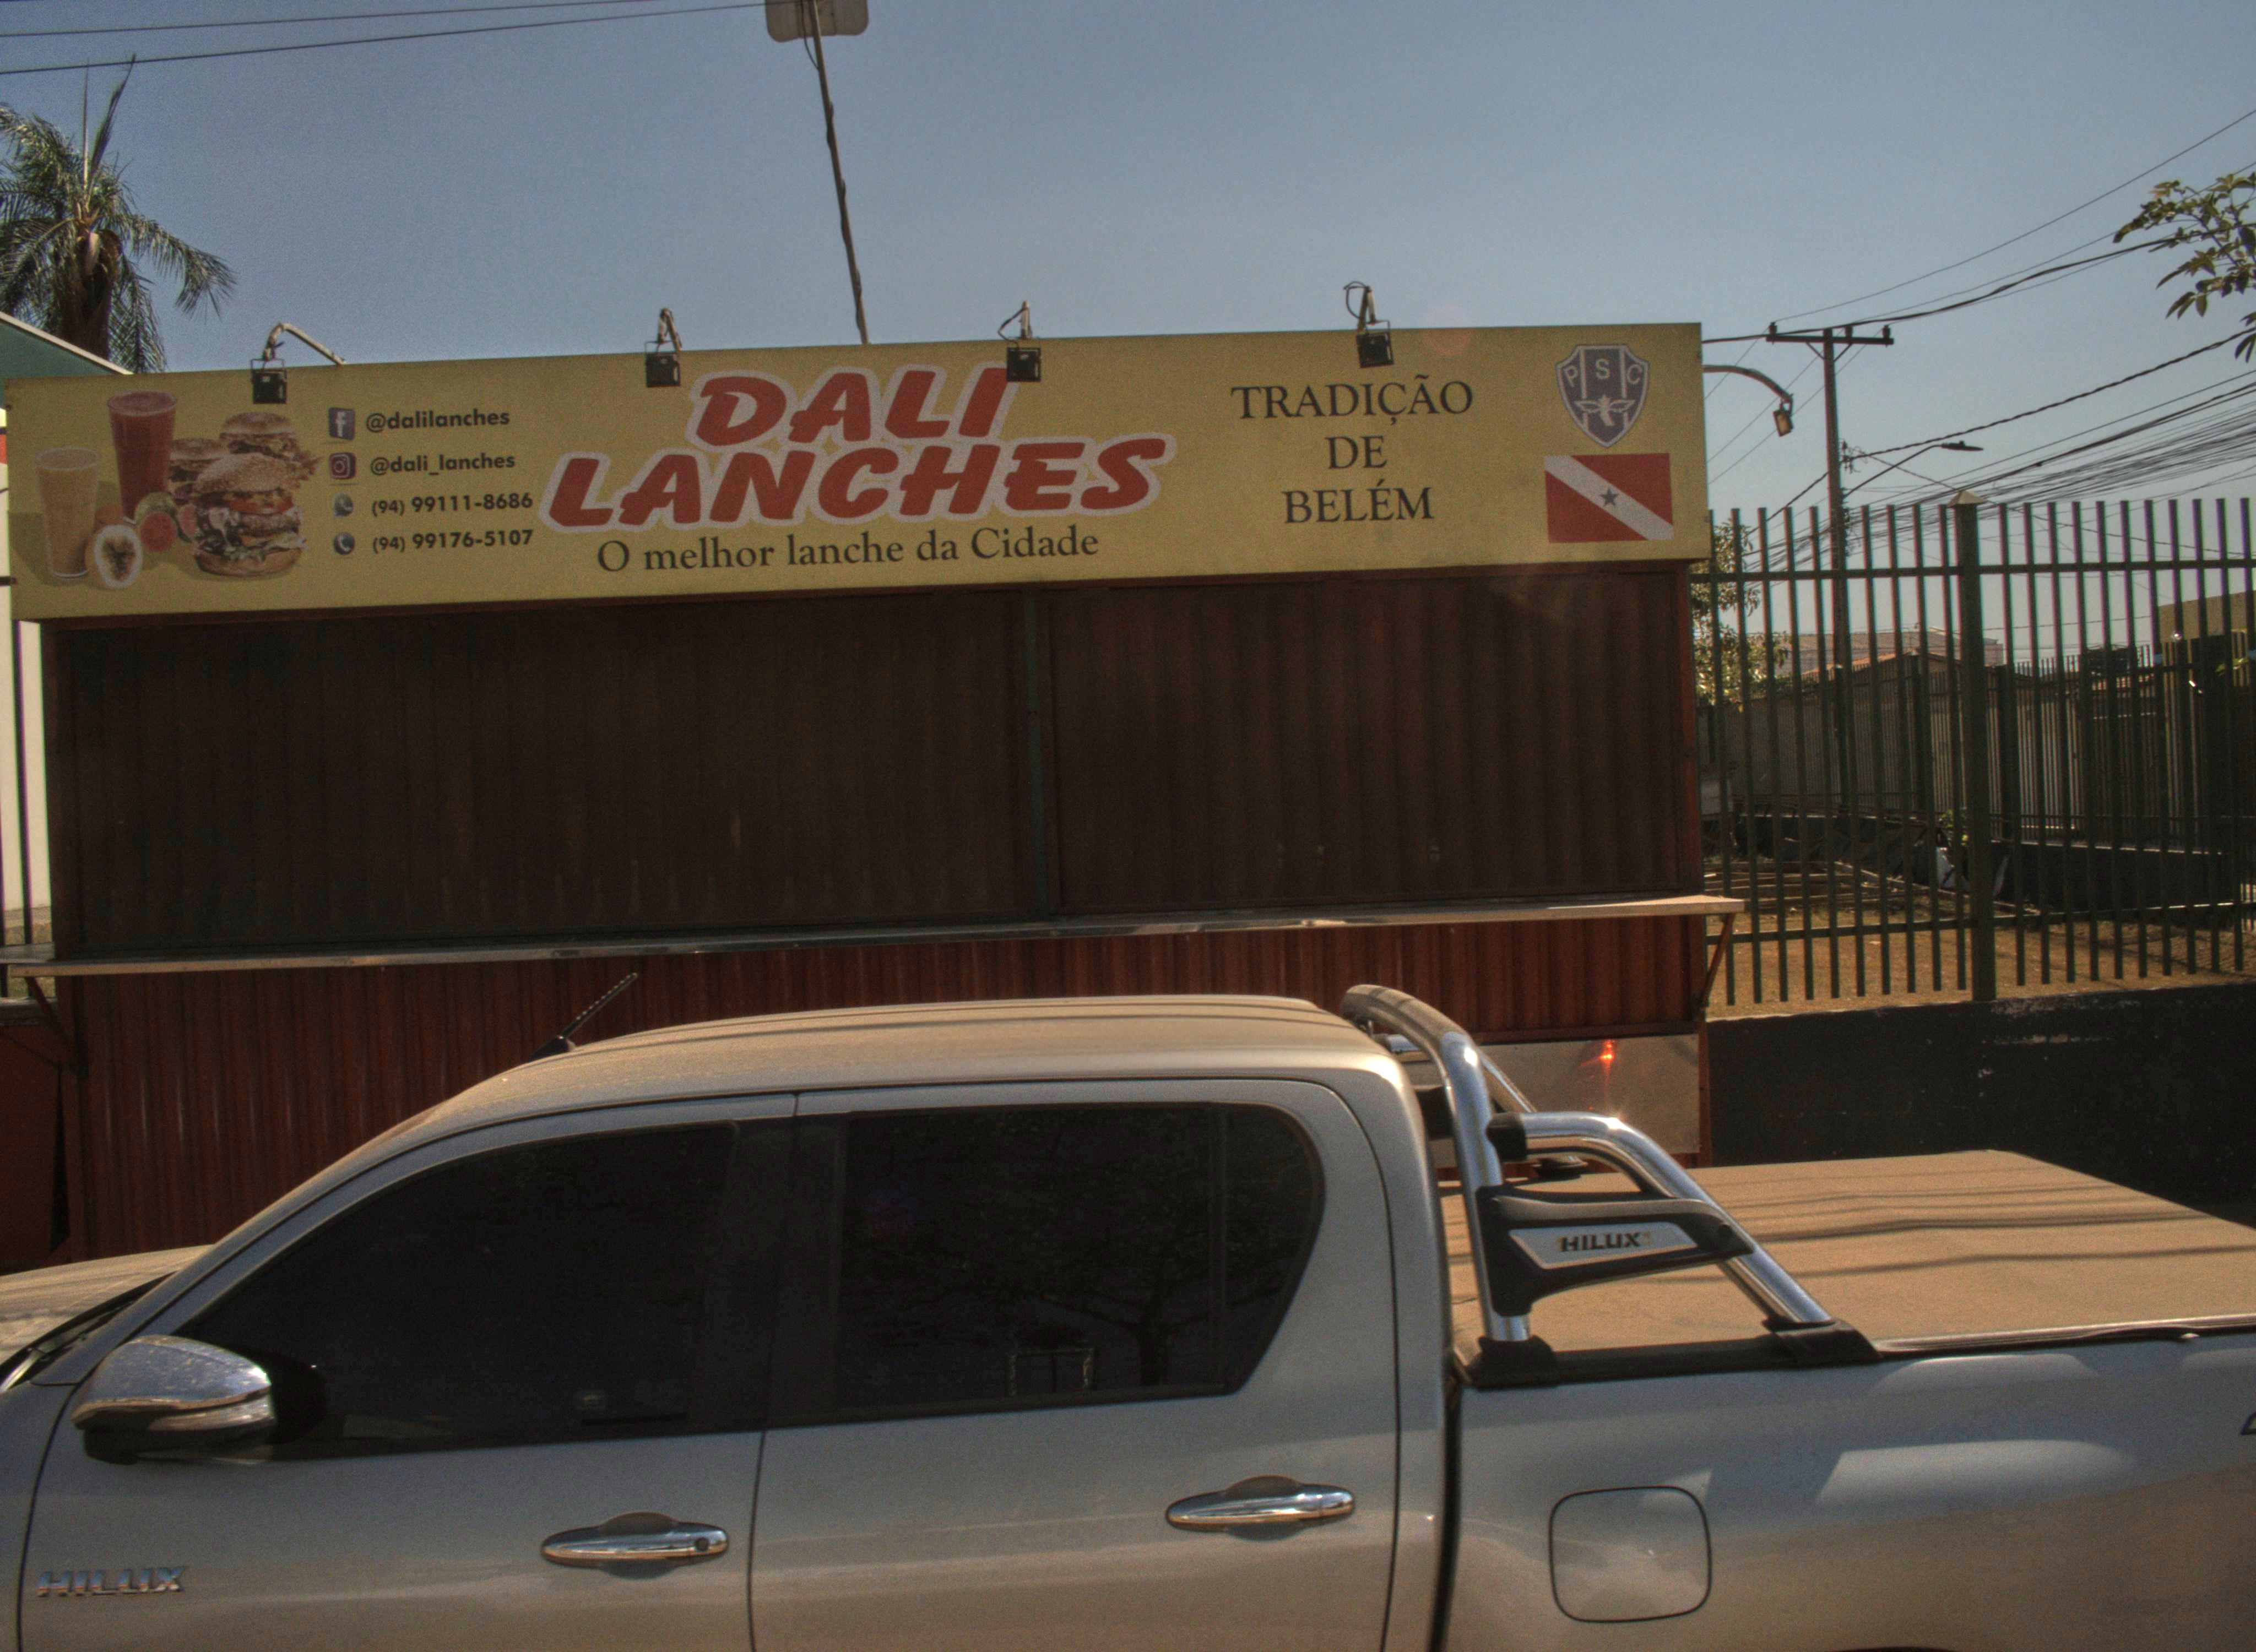 @dalilanches
@dali_lanches
(94) 99111-8686
(94) 99176-5107
DALI
LANCHES
O melhor lanche da Cidade
TRADIÇÃO
DE
BELÉM
PSC
HILUX
HILUX